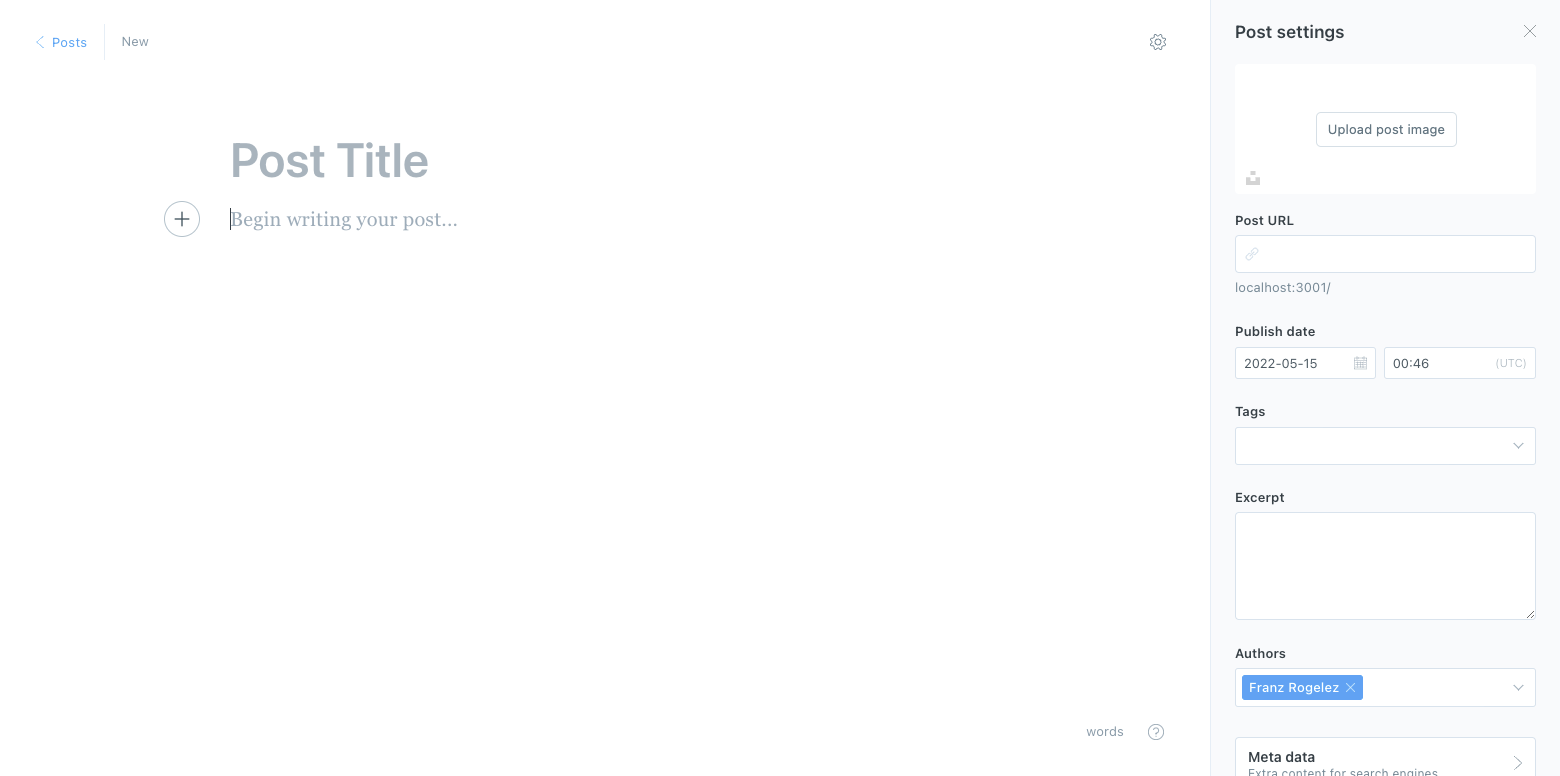 Posts
New
Post Title
Begin writing your post...
words
?
Post settings
Upload post image
Post URL
localhost:3001/
Publish date
2022-05-15 00:46 (UTC)
Tags
Excerpt
Authors
Franz Rogelez
Meta data
Extra content for search engines